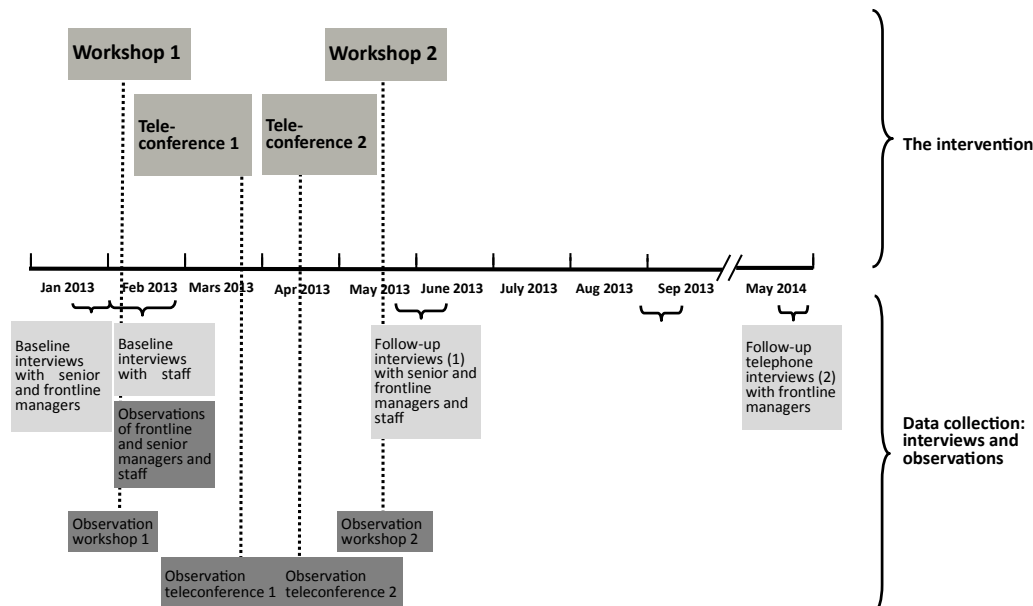 Workshop 1
Workshop 2
Tele-
conference 1
Tele-
conference 2
The intervention
Jan 2013
Feb 2013
Mars 2013
Apr 2013
May 2013
June 2013
July 2013
Aug 2013
Sep 2013
May 2014
Baseline
interviews
with senior
and frontline
managers
Baseline
interviews
with staff
Observations
of frontline
and senior
managers and
staff
Follow-up
interviews (1)
with senior and
frontline
managers and
staff
Follow-up
telephone
interviews (2)
with frontline
managers
Data collection:
interviews and
observations
Observation
workshop 1
Observation
workshop 2
Observation
teleconference 1
Observation
teleconference 2